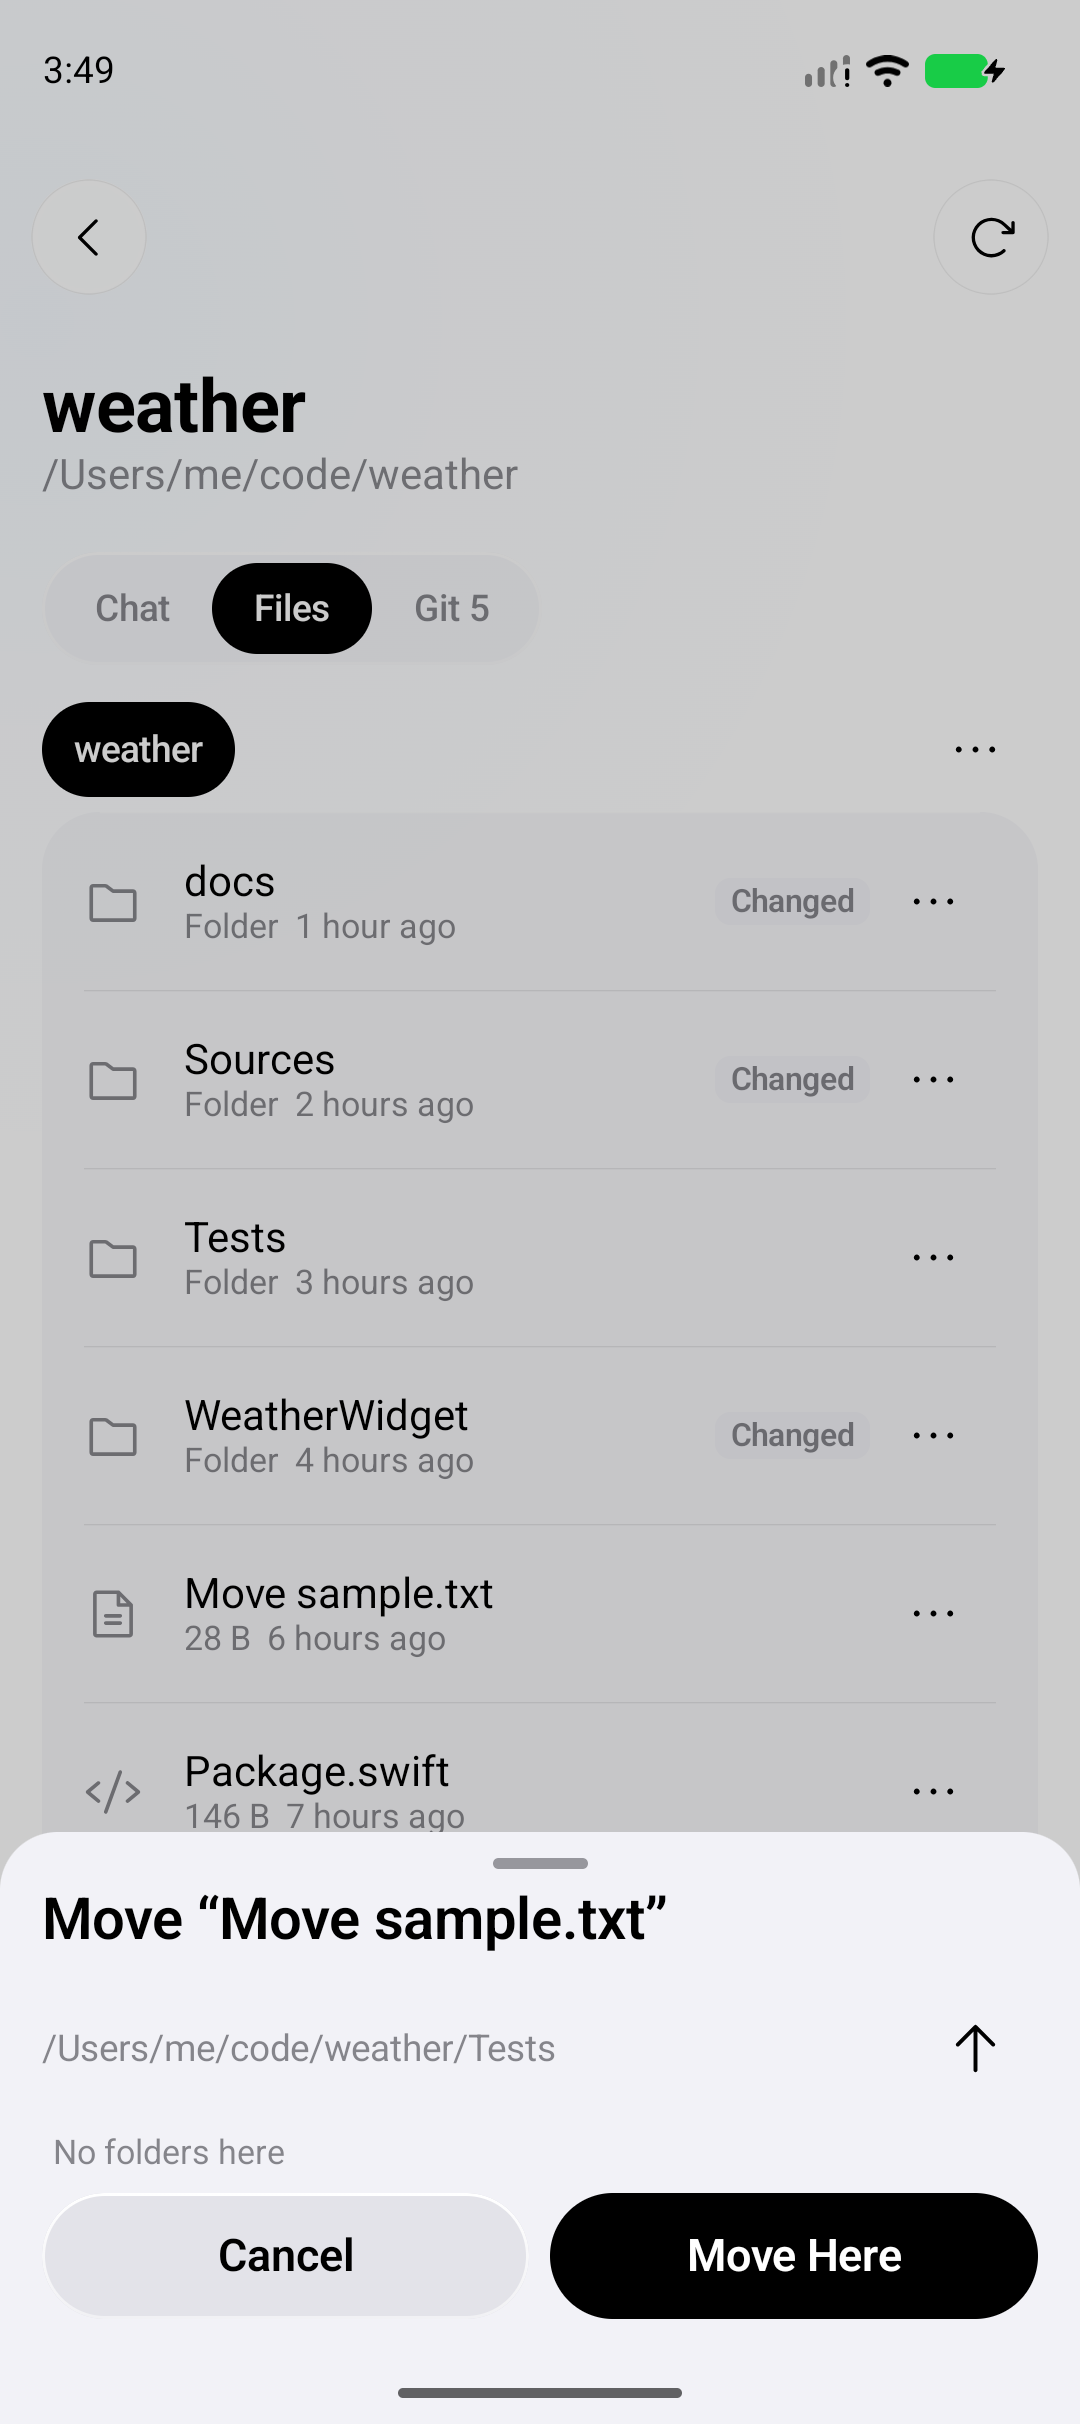 3:49
weather
/Users/me/code/weather
Chat Files Git 5
weather
docs
Folder 1 hour ago
Changed
Sources
Folder 2 hours ago
Changed
Tests
Folder 3 hours ago
WeatherWidget
Folder 4 hours ago
Changed
Move sample.txt
28 B 6 hours ago
Package.swift
146 B 7 hours ago
Move “Move sample.txt”
/Users/me/code/weather/Tests
No folders here
Cancel Move Here